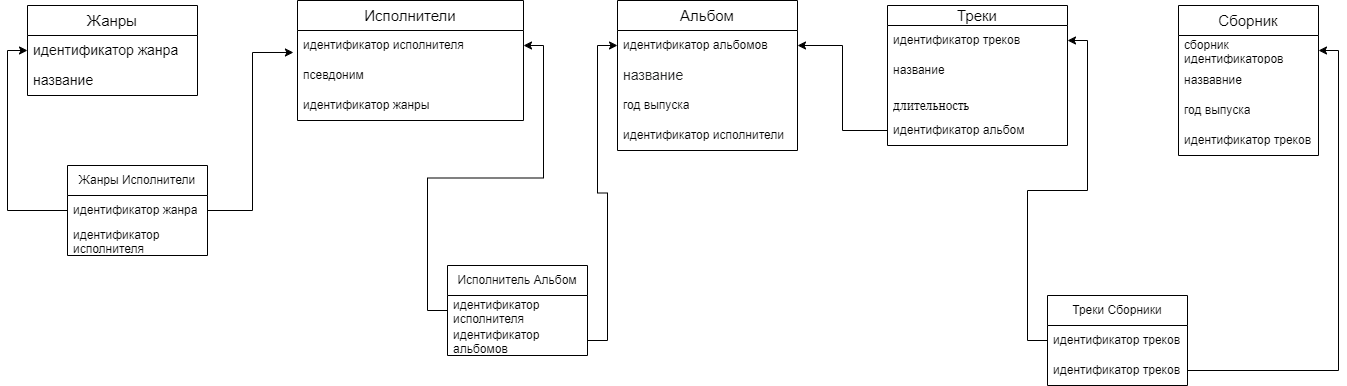 Жанры
идентификатор жанра
название
Исполнители
идентификатор исполнителя
псевдоним
идентификатор жанры
Альбом
идентификатор альбомов
название
год выпуска
идентификатор исполнители
Треки
идентификатор треков
название
длительность
идентификатор альбом
Сборник
сборник
идентификаторов
назвавние
год выпуска
идентификатор треков
Жанры Исполнители
идентификатор жанра
идентификатор
исполнителя
Исполнитель Альбом
идентификатор
исполнителя
идентификатор
альбомов
Треки Сборники
идентификатор треков
идентификатор треков